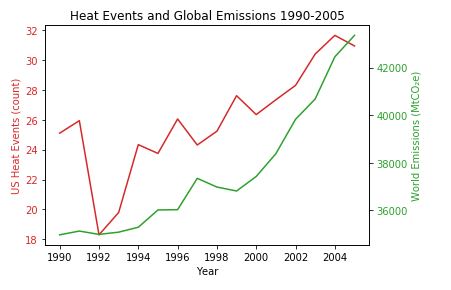 Heat Events and Global Emissions 1990-2005
32
30
28
26
24
22
20
18
US Heat Events (count)
42000
40000
38000
36000
World Emissions (MtCO₂e)
1990 1992 1994 1996 1998 2000 2002 2004
Year